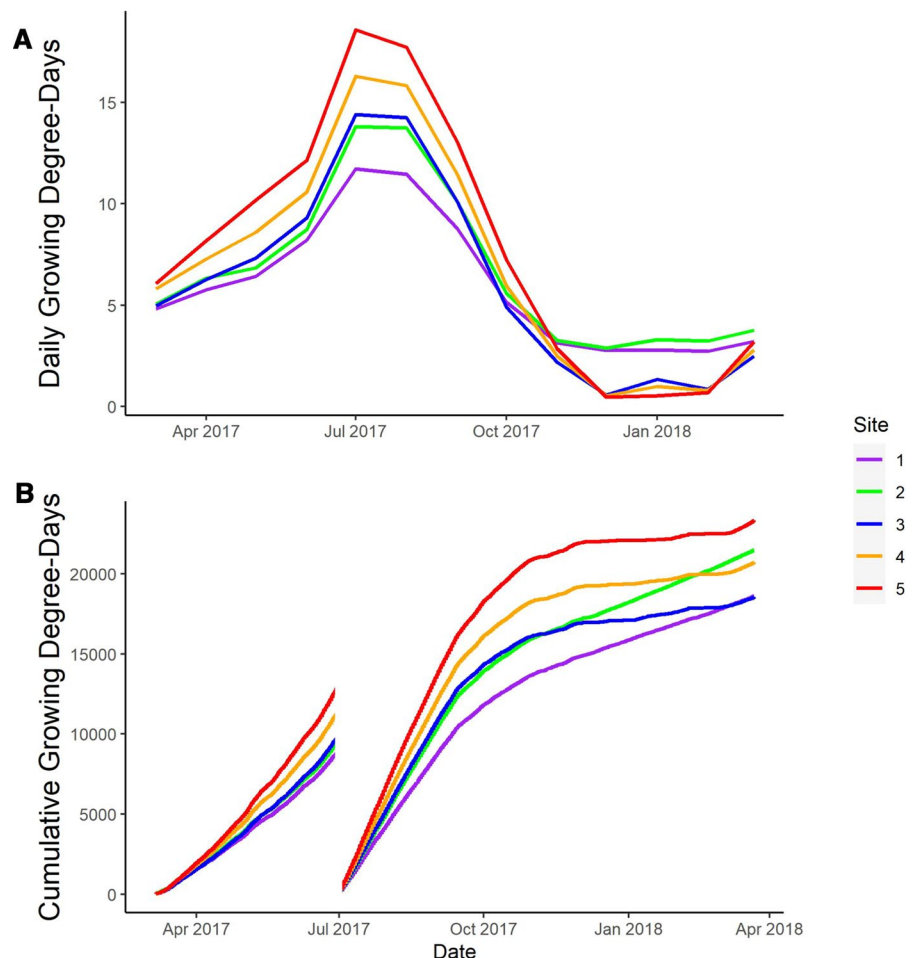 A
Daily Growing Degree-Days
15
10
5
0
Apr 2017
Jul 2017
Oct 2017
Jan 2018
B
Cumulative Growing Degree-Days
20000
15000
10000
5000
0
Apr 2017
Jul 2017
Oct 2017
Jan 2018
Apr 2018
Date
Site
1
2
3
4
5